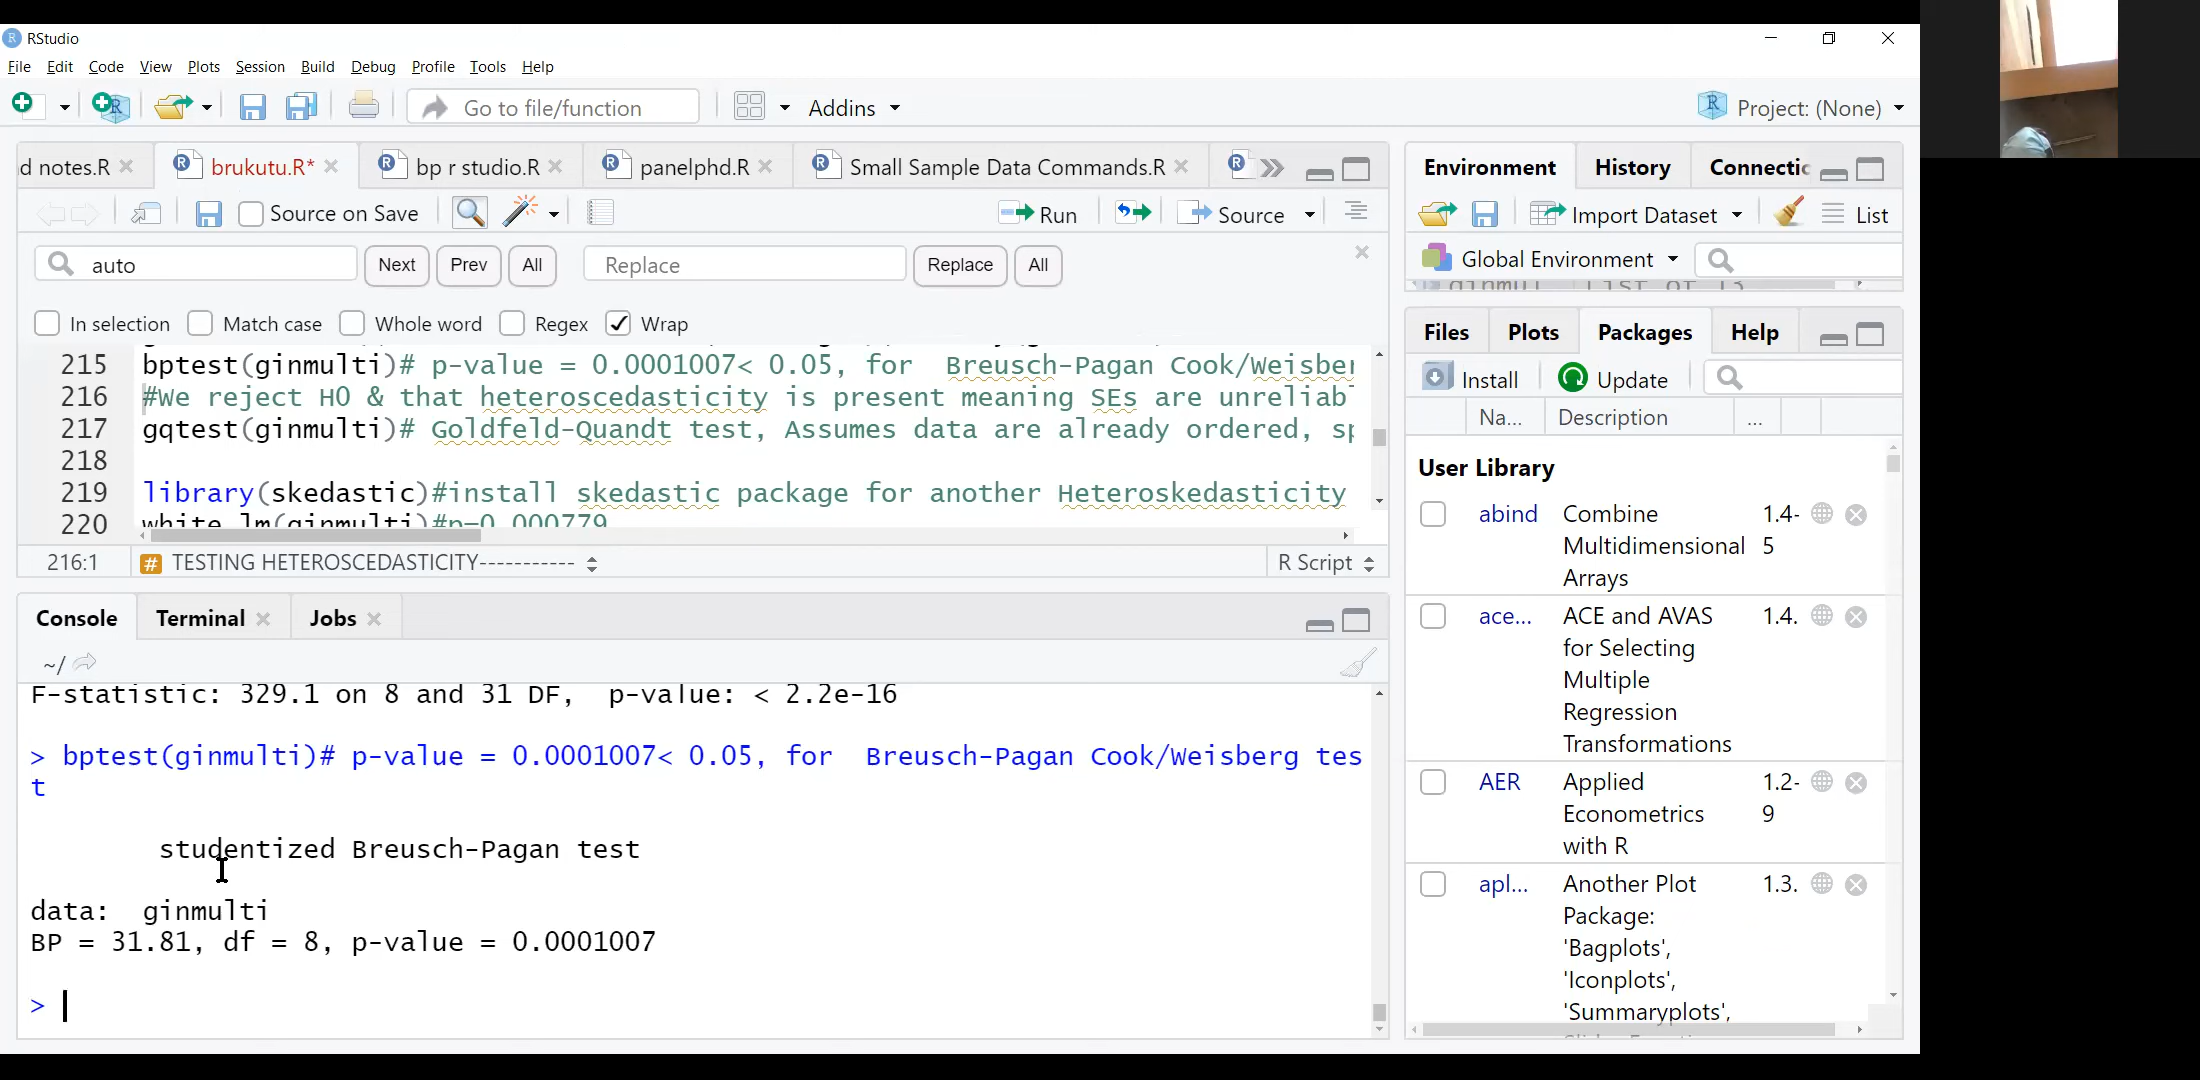 RStudio
File Edit Code View Plots Session Build Debug Profile Tools Help
Go to file/function Addins Project: (None)
d notes.R brukutu.R* bp r studio.R panelphd.R Small Sample Data Commands.R
Source on Save Run Source
auto Next Prev All Replace Replace All
In selection Match case Whole word Regex Wrap
215 bptest(ginmulti)# p-value = 0.0001007< 0.05, for Breusch-Pagan Cook/Weisber
216 #We reject H0 & that heteroscedasticity is present meaning SEs are unreliab
217 gqtest(ginmulti)# Goldfeld-Quandt test, Assumes data are already ordered, sp
218
219 library(skedastic)#install skedastic package for another Heteroskedasticity
220 white_lm(ginmulti)#p=0.000779
216:1 TESTING HETEROSCEDASTICITY----------- R Script
Console Terminal Jobs
~/
F-statistic: 329.1 on 8 and 31 DF, p-value: < 2.2e-16
> bptest(ginmulti)# p-value = 0.0001007< 0.05, for Breusch-Pagan Cook/Weisberg tes
t
studentized Breusch-Pagan test
data: ginmulti
BP = 31.81, df = 8, p-value = 0.0001007
>
Environment History Connectic
Import Dataset List
Global Environment
ginmul List of 13
Files Plots Packages Help
Install Update
Na... Description ...
User Library
abind Combine 1.4-
Multidimensional 5
Arrays
ace... ACE and AVAS 1.4.
for Selecting
Multiple
Regression
Transformations
AER Applied 1.2-
Econometrics 9
with R
apl... Another Plot 1.3.
Package:
'Bagplots',
'Iconplots',
'Summaryplots',